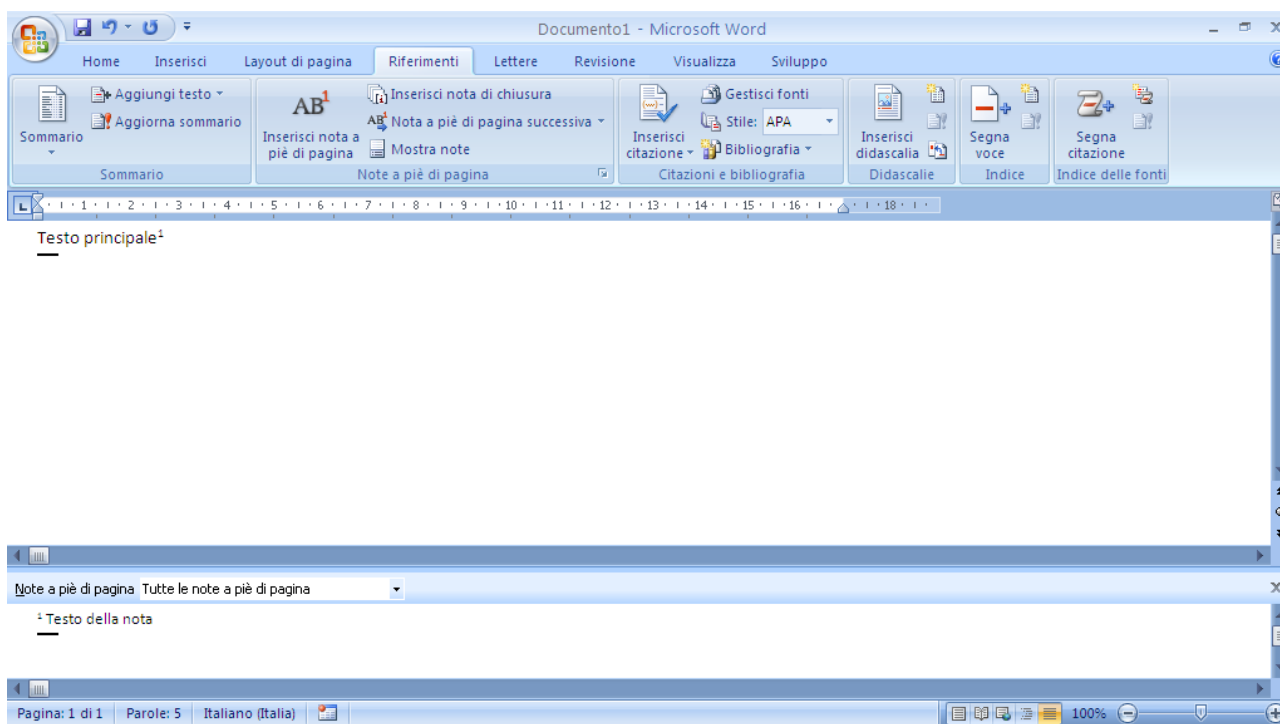 Documento1 - Microsoft Word
Home Inserisci Layout di pagina Riferimenti Lettere Revisione Visualizza Sviluppo
Sommario
Aggiungi testo
Aggiorna sommario
Sommario
AB1
Inserisci nota a
piè di pagina
Inserisci nota di chiusura
AB1 Nota a piè di pagina successiva
Mostra note
Note a piè di pagina
Inserisci
citazione
Gestisci fonti
Stile: APA
Bibliografia
Citazioni e bibliografia
Inserisci
didascalia
Didascalie
Segna
voce
Indice
Segna
citazione
Indice delle fonti
L 1 2 3 4 5 6 7 8 9 10 11 12 13 14 15 16 18
Testo principale¹
Note a piè di pagina Tutte le note a piè di pagina
¹ Testo della nota
Pagina: 1 di 1 Parole: 5 Italiano (Italia) 100%